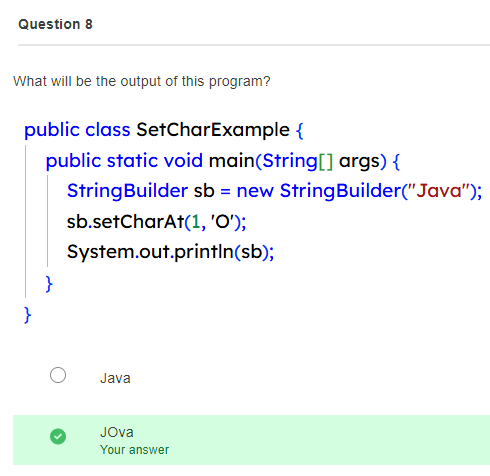 Question 8
What will be the output of this program?
public class SetCharExample {
public static void main(String[] args) {
StringBuilder sb = new StringBuilder("Java");
sb.setCharAt(1, 'O');
System.out.println(sb);
}
}
Java
JOva
Your answer